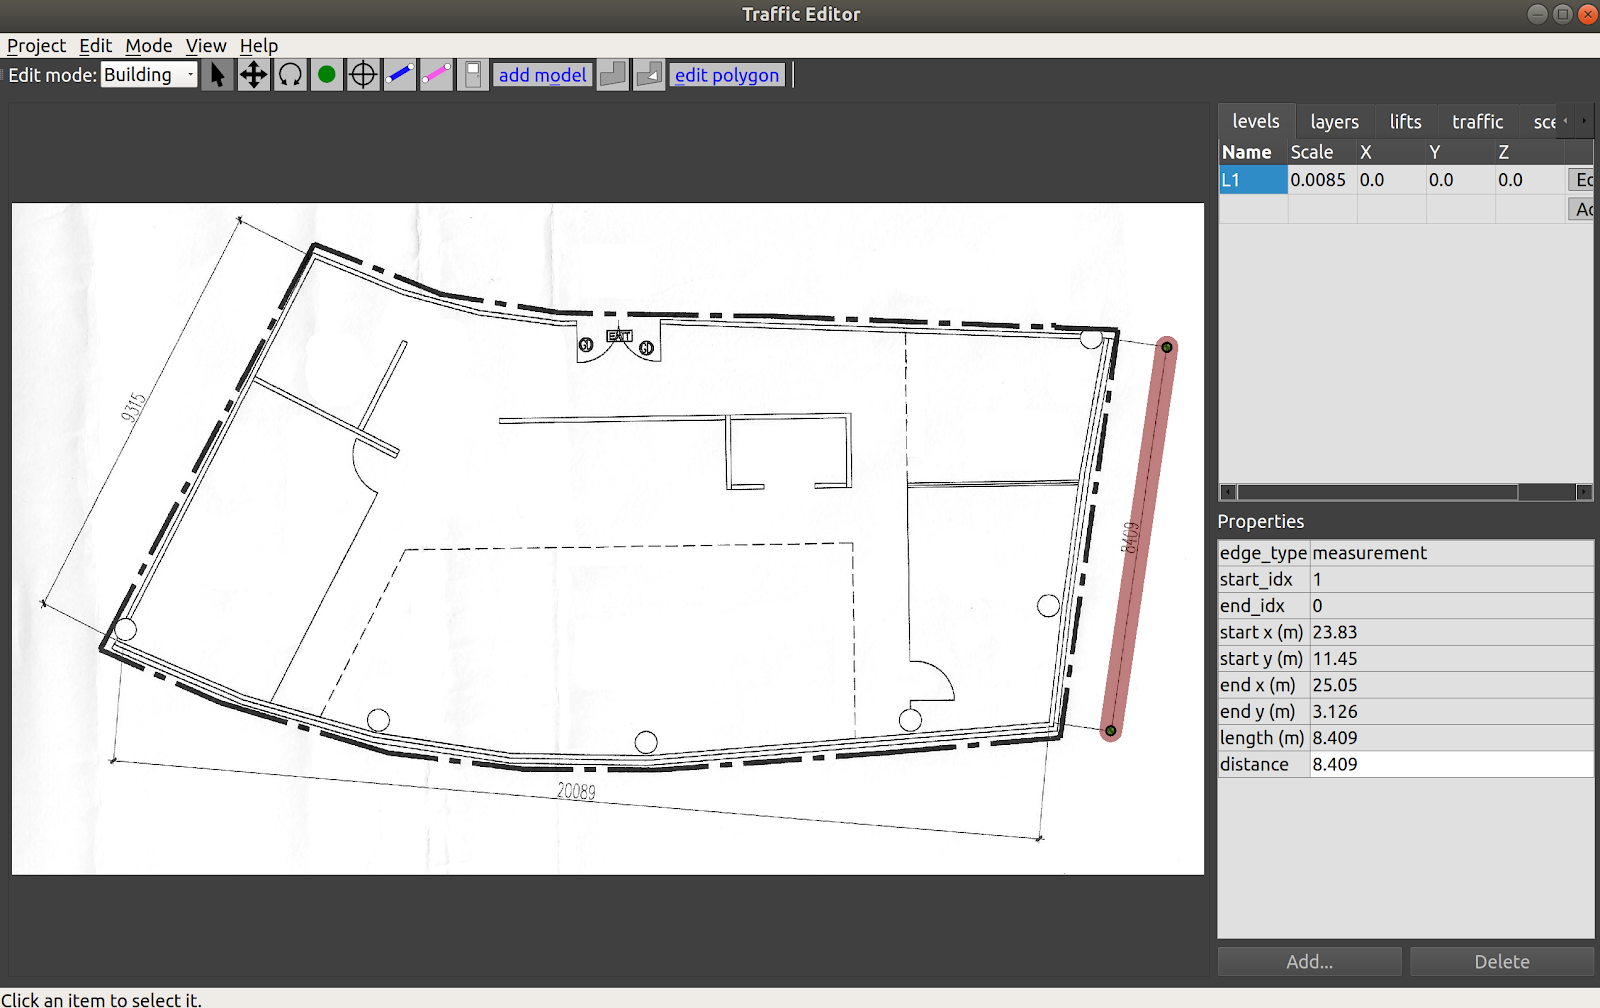 Traffic Editor
Project Edit Mode View Help
Edit mode: Building add model edit polygon
levels layers lifts traffic sce
Name Scale X Y Z
L1 0.0085 0.0 0.0 0.0 Ec
Ac
EXIT
9315
8409
20089
Properties
edge_type measurement
start_idx 1
end_idx 0
start x (m) 23.83
start y (m) 11.45
end x (m) 25.05
end y (m) 3.126
length (m) 8.409
distance 8.409
Add... Delete
Click an item to select it.